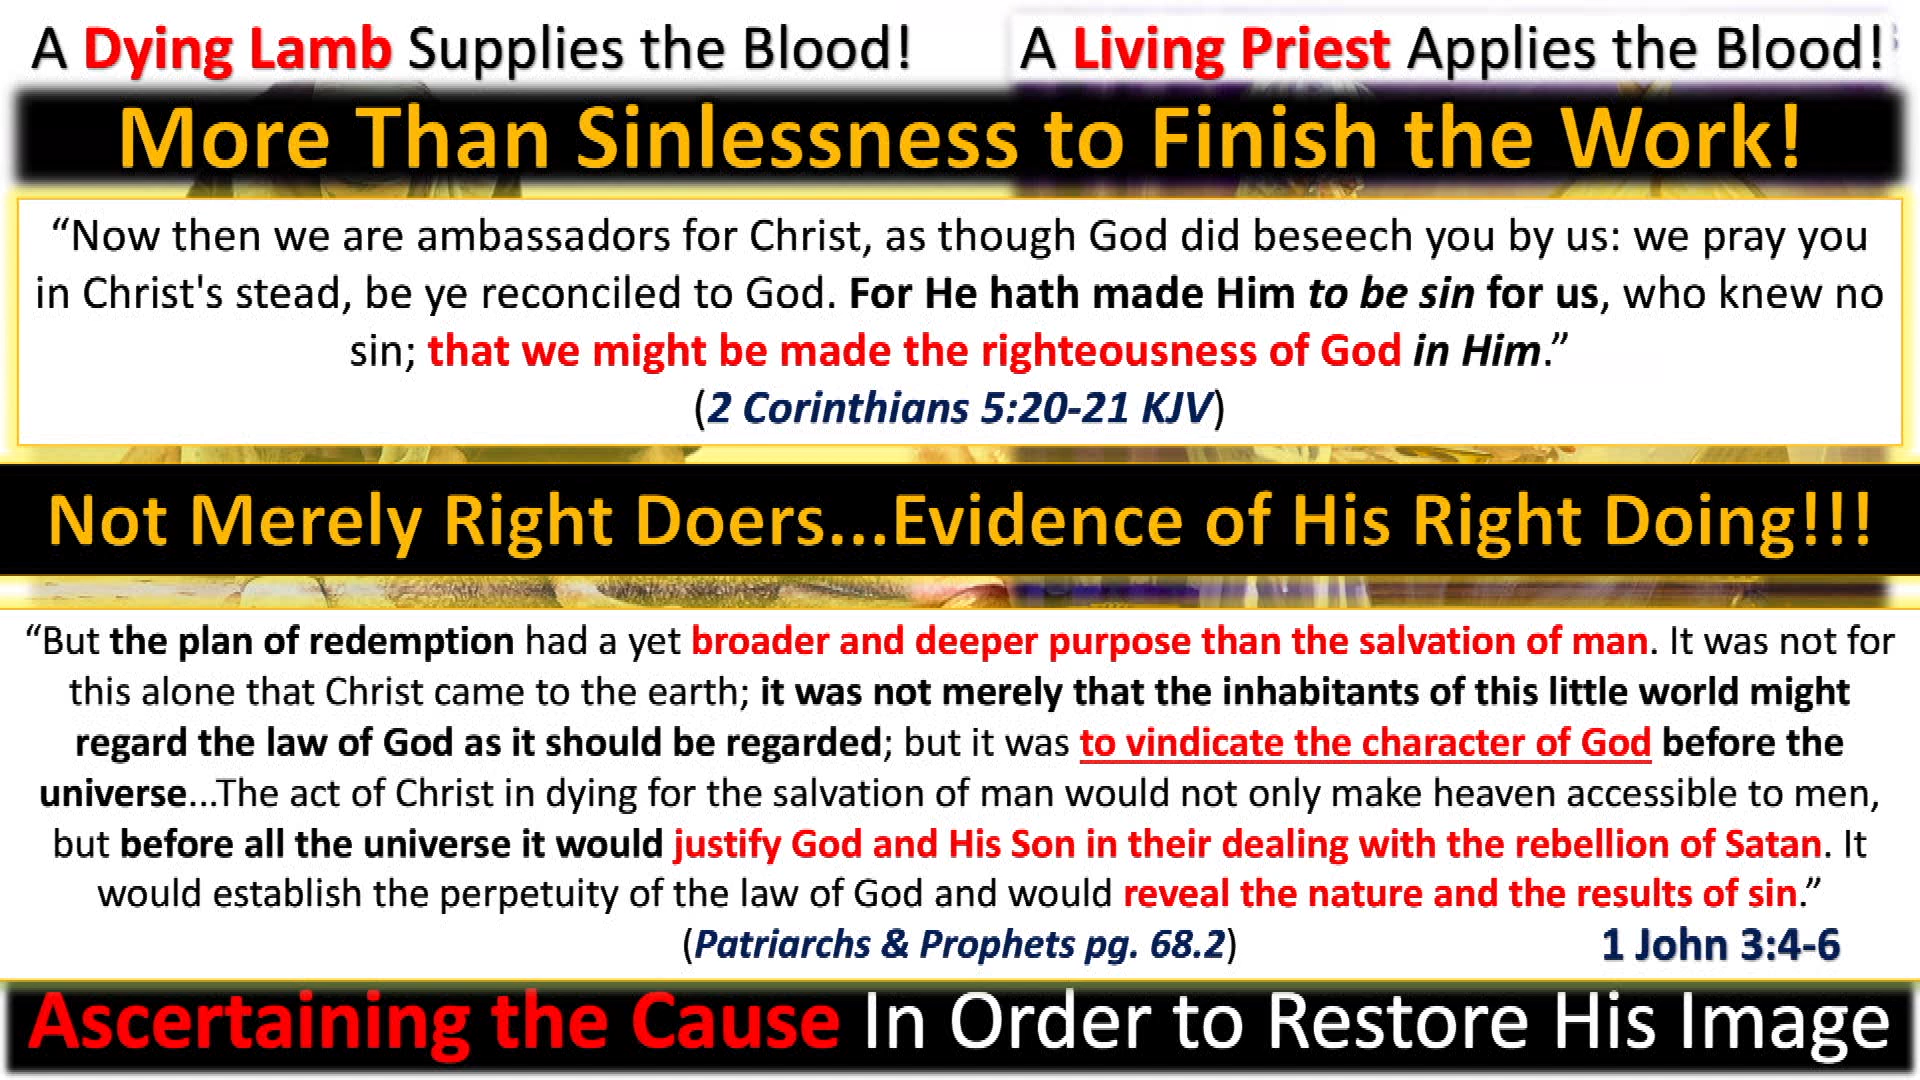 A Dying Lamb Supplies the Blood!
A Living Priest Applies the Blood!
More Than Sinlessness to Finish the Work!
“Now then we are ambassadors for Christ, as though God did beseech you by us: we pray you
in Christ's stead, be ye reconciled to God. For He hath made Him to be sin for us, who knew no
sin; that we might be made the righteousness of God in Him.”
(2 Corinthians 5:20-21 KJV)
Not Merely Right Doers...Evidence of His Right Doing!!!
“But the plan of redemption had a yet broader and deeper purpose than the salvation of man. It was not for
this alone that Christ came to the earth; it was not merely that the inhabitants of this little world might
regard the law of God as it should be regarded; but it was to vindicate the character of God before the
universe...The act of Christ in dying for the salvation of man would not only make heaven accessible to men,
but before all the universe it would justify God and His Son in their dealing with the rebellion of Satan. It
would establish the perpetuity of the law of God and would reveal the nature and the results of sin.”
(Patriarchs & Prophets pg. 68.2)
1 John 3:4-6
Ascertaining the Cause In Order to Restore His Image